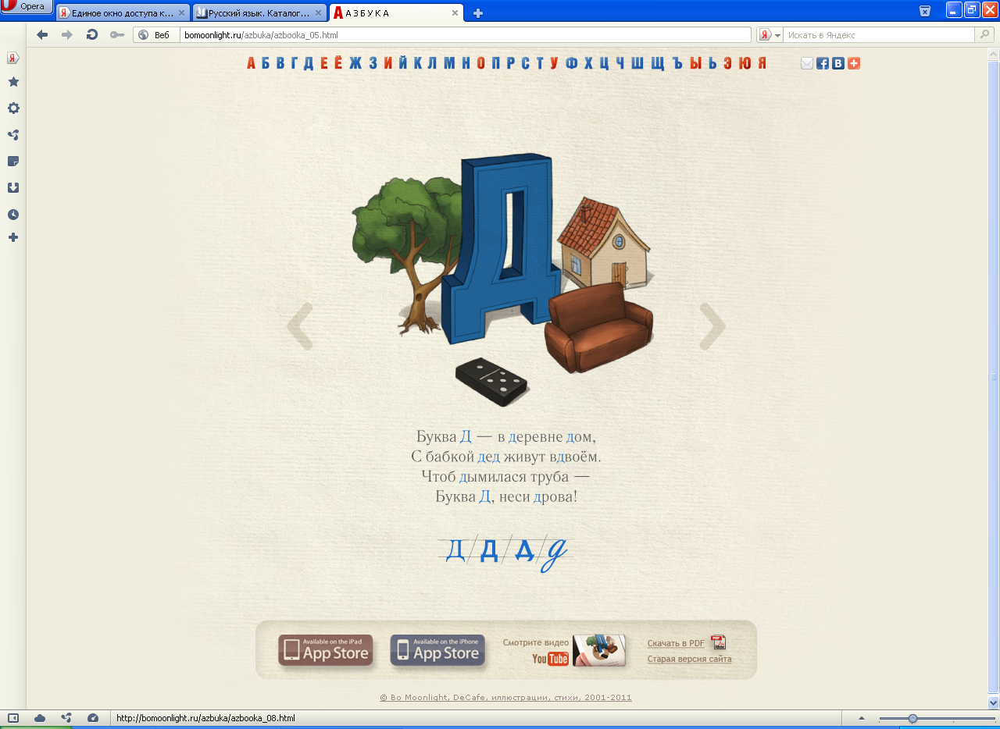 Opera
Единое окно доступа к...
Русский язык. Каталог...
АЗБУКА
Веб
bomoonlight.ru/azbuka/azbooka_05.html
Искать в Яндекс
А Б В Г Д Е Ё Ж З И Й К Л М Н О П Р С Т У Ф Х Ц Ч Ш Щ Ъ Ы Ь Э Ю Я
Д
Буква Д — в деревне дом,
С бабкой дед живут вдвоём.
Чтоб дымилася труба —
Буква Д, неси дрова!
Д Д Д д
Available on the iPad
App Store
Available on the iPhone
App Store
Смотрите видео
YouTube
Скачать в PDF
Старая версия сайта
© Bo Moonlight, DeCafe, иллюстрации, стихи, 2001-2011
http://bomoonlight.ru/azbuka/azbooka_08.html